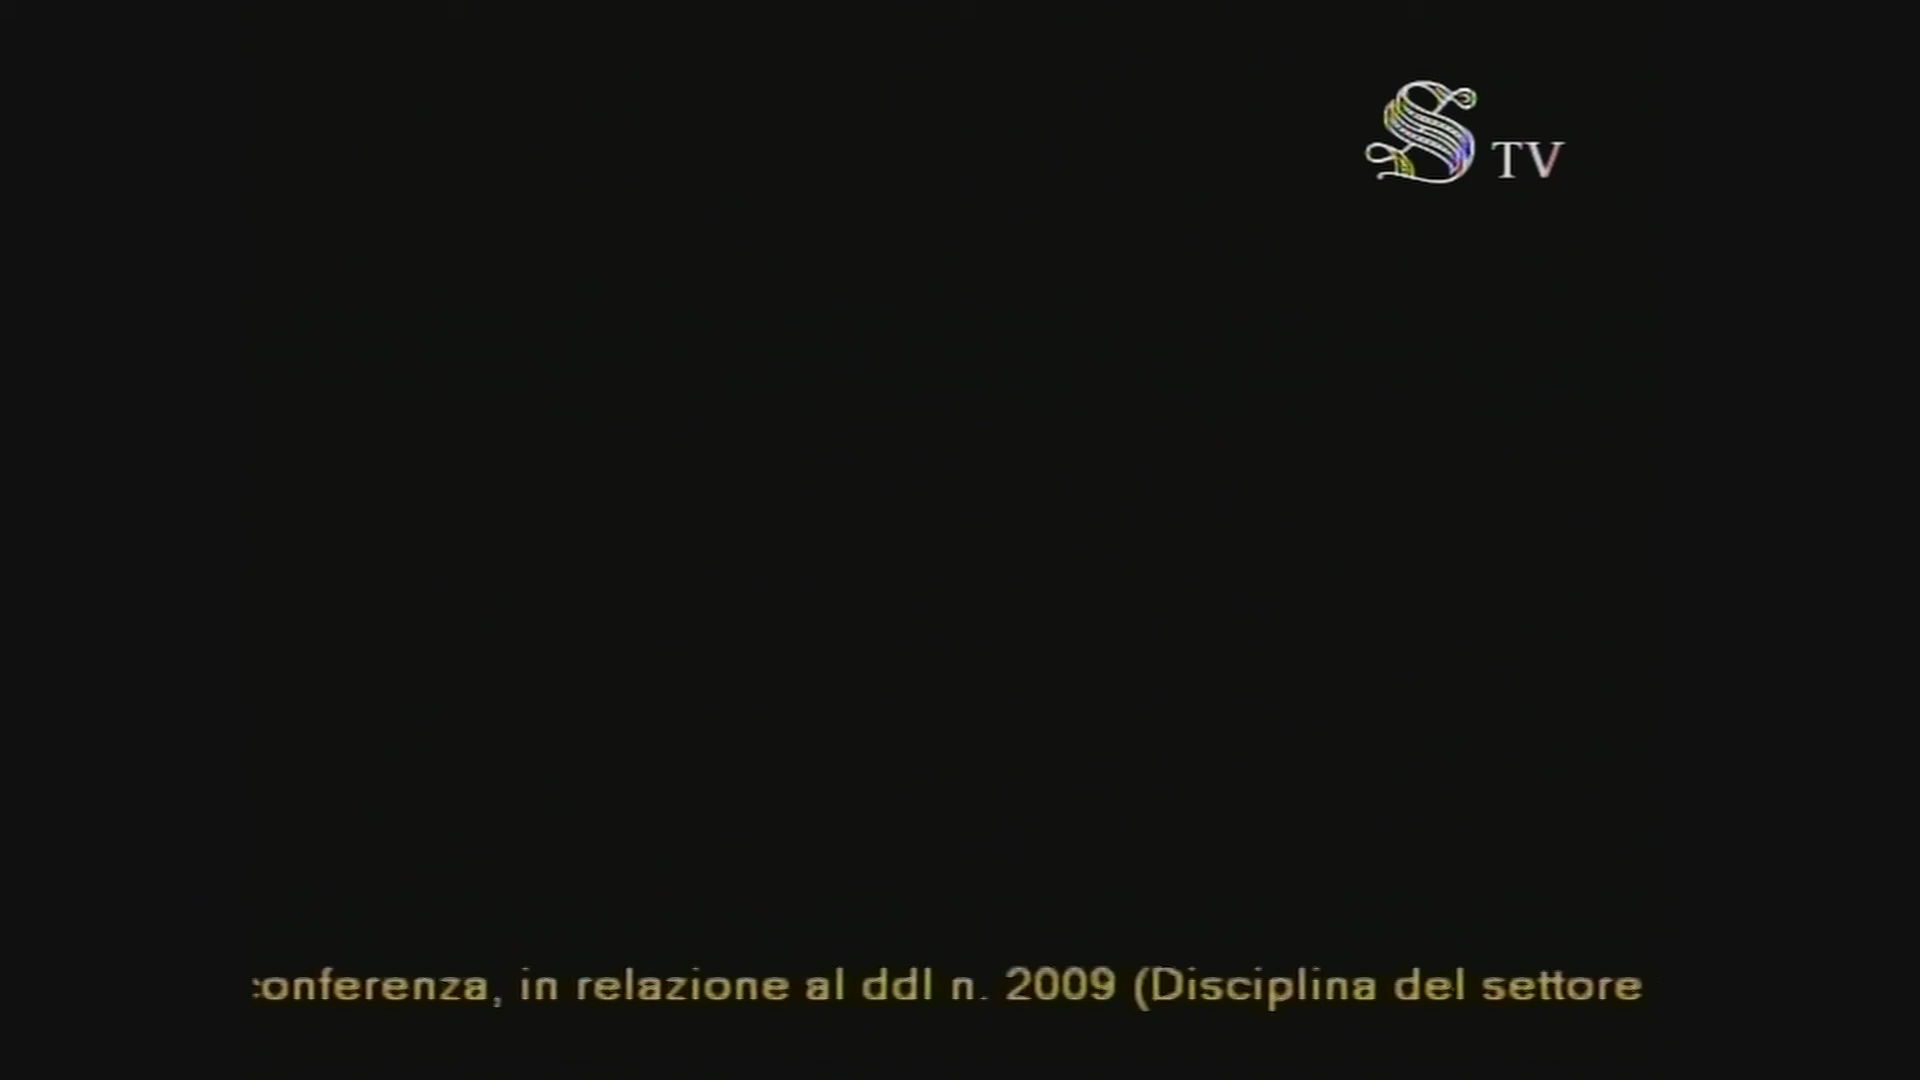 S TV
onferenza, in relazione al ddl n. 2009 (Disciplina del settore